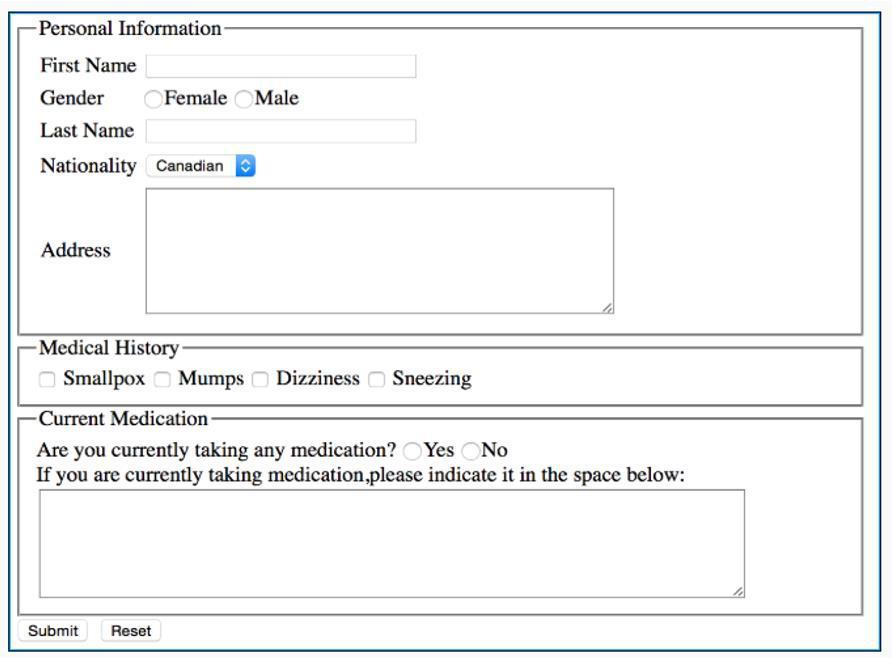 Personal Information
First Name
Gender Female Male
Last Name
Nationality Canadian
Address
Medical History
Smallpox Mumps Dizziness Sneezing
Current Medication
Are you currently taking any medication? Yes No
If you are currently taking medication,please indicate it in the space below:
Submit Reset